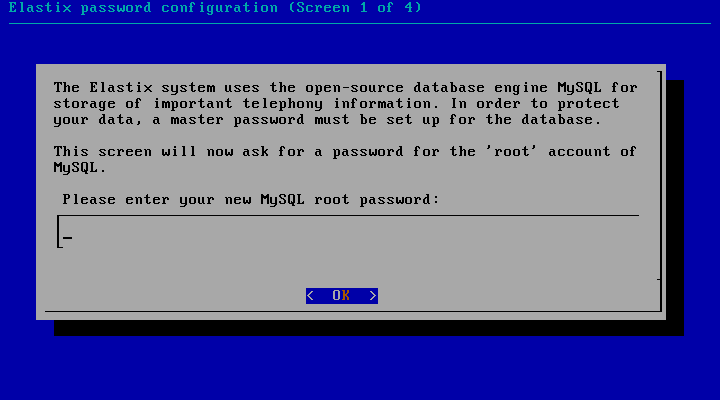 Elastix password configuration (Screen 1 of 4)
The Elastix system uses the open-source database engine MySQL for
storage of important telephony information. In order to protect
your data, a master password must be set up for the database.
This screen will now ask for a password for the 'root' account of
MySQL.
Please enter your new MySQL root password:
< OK >